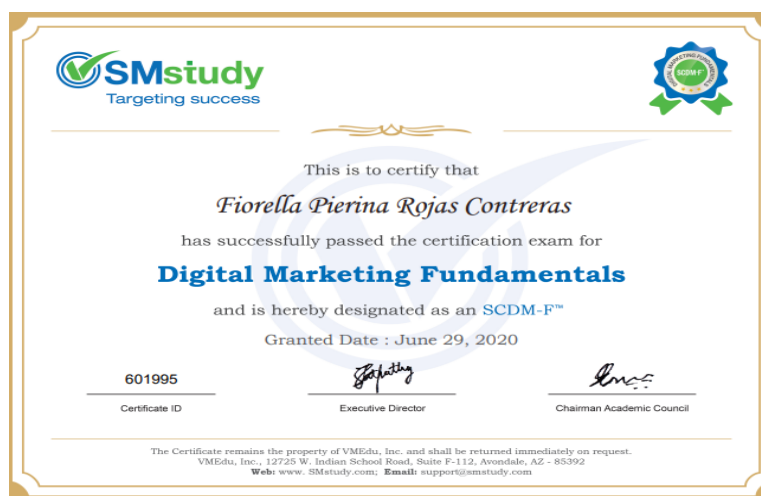 SMstudy
Targeting success
DIGITAL MARKETING FUNDAMENTALS
SCDM-F™
This is to certify that
Fiorella Pierina Rojas Contreras
has successfully passed the certification exam for
Digital Marketing Fundamentals
and is hereby designated as an SCDM-F™
Granted Date : June 29, 2020
601995
Certificate ID
Executive Director
Chairman Academic Council
The Certificate remains the property of VMEdu, Inc. and shall be returned immediately on request.
VMEdu, Inc., 12725 W. Indian School Road, Suite F-112, Avondale, AZ - 85392
Web: www. SMstudy.com; Email: support@smstudy.com